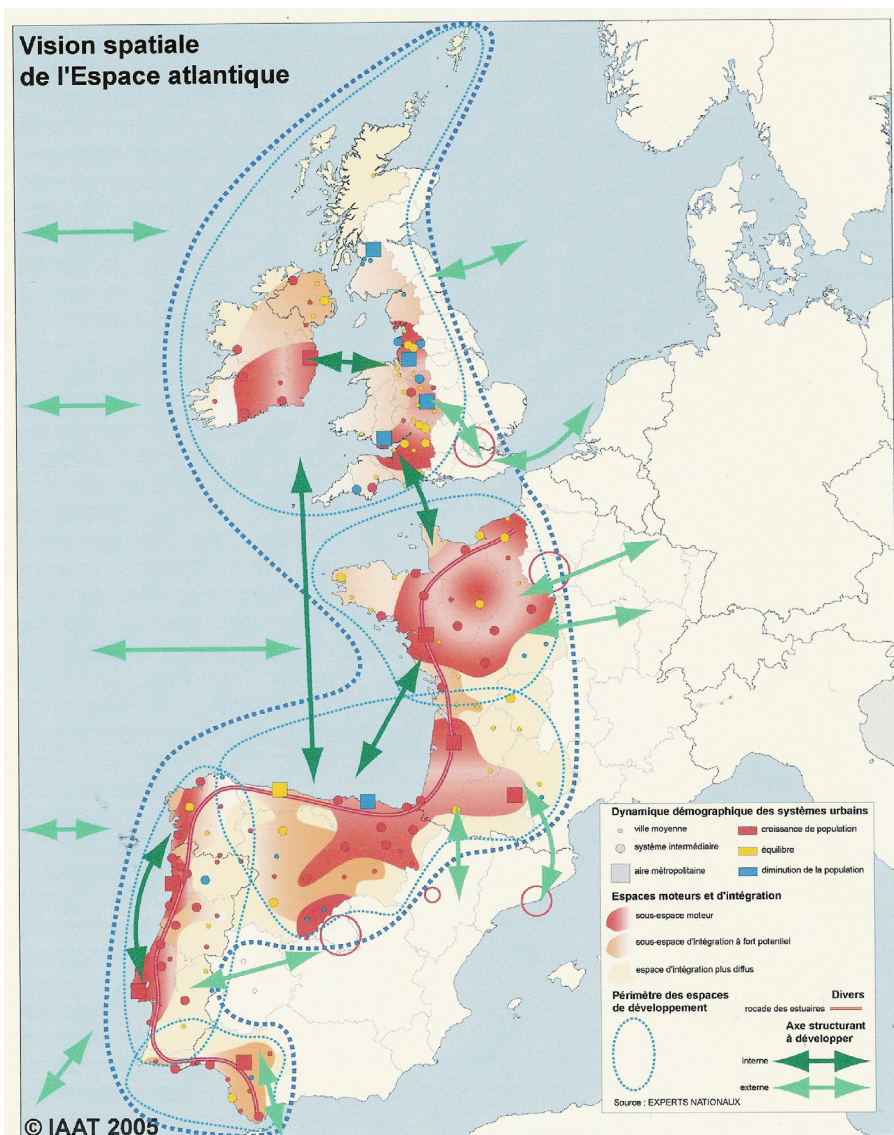 Vision spatiale
de l'Espace atlantique
Dynamique démographique des systèmes urbains
ville moyenne
croissance de population
système intermédiaire
équilibre
aire métropolitaine
diminution de la population
Espaces moteurs et d'intégration
sous-espace moteur
sous-espace d'intégration à fort potentiel
espace d'intégration plus diffus
Périmètre des espaces
de développement
Divers
rocade des estuaires
Axe structurant
à développer
interne
externe
Source : EXPERTS NATIONAUX
© IAAT 2005